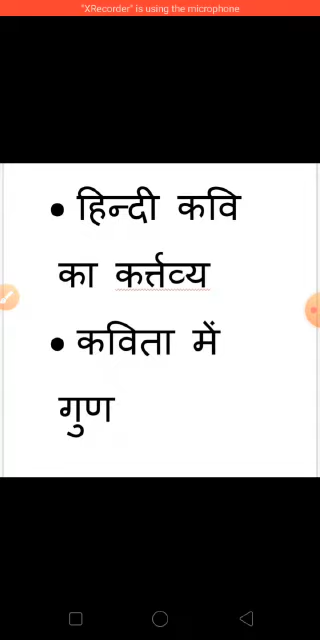 "XRecorder" is using the microphone
• हिन्दी कवि
का कर्त्तव्य
• कविता में
गुण